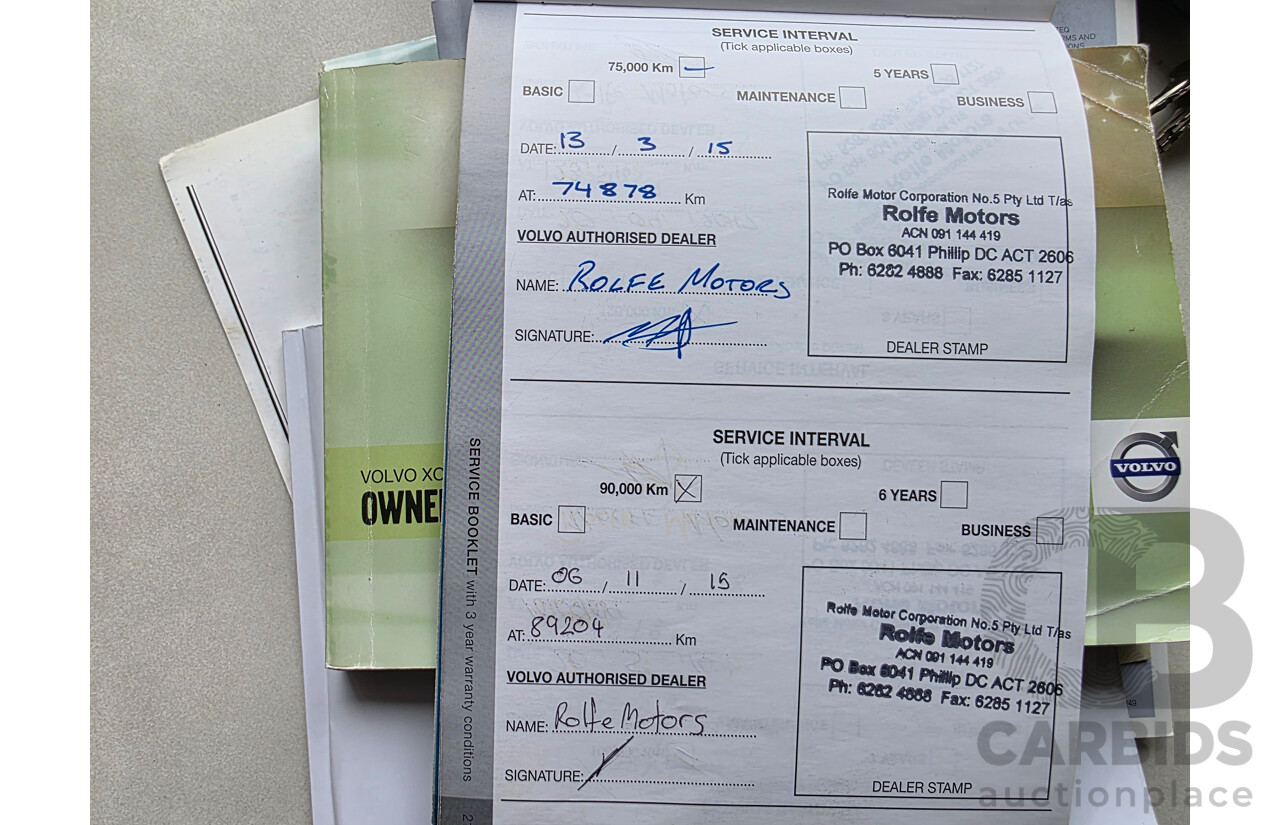 SERVICE INTERVAL
(Tick applicable boxes)
75,000 Km
5 YEARS
BASIC
MAINTENANCE
BUSINESS
DATE: 13 / 3 / 15
AT: 74878 Km
VOLVO AUTHORISED DEALER
NAME: ROLFE MOTORS
SIGNATURE:
Rolfe Motor Corporation No.5 Pty Ltd T/as
Rolfe Motors
ACN 091 144 419
PO Box 6041 Phillip DC ACT 2606
Ph: 6282 4888 Fax: 6285 1127
DEALER STAMP
SERVICE INTERVAL
(Tick applicable boxes)
90,000 Km
6 YEARS
BASIC
MAINTENANCE
BUSINESS
DATE: 06 / 11 / 15
AT: 89204 Km
VOLVO AUTHORISED DEALER
NAME: Rolfe Motors
SIGNATURE:
Rolfe Motor Corporation No.5 Pty Ltd T/as
Rolfe Motors
ACN 091 144 419
PO Box 6041 Phillip DC ACT 2606
Ph: 6282 4888 Fax: 6285 1127
DEALER STAMP
SERVICE BOOKLET with 3 year warranty conditions
VOLVO XC
OWNE
VOLVO
CARBIDS
auctionplace